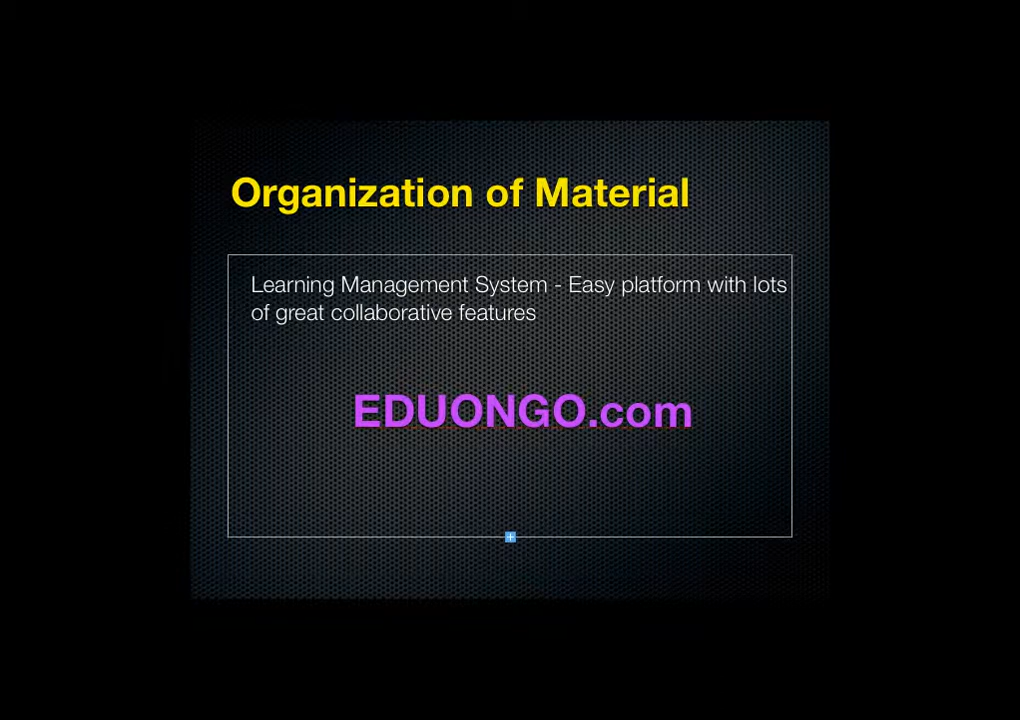 Organization of Material
Learning Management System - Easy platform with lots
of great collaborative features
EDUONGO.com